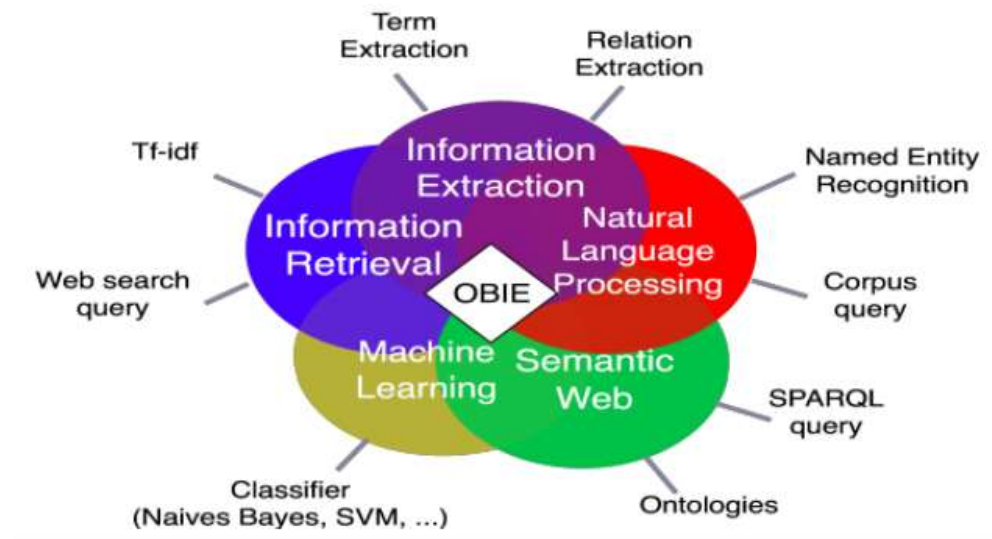 Term
Extraction
Relation
Extraction
Tf-idf
Information
Extraction
Named Entity
Recognition
Information
Retrieval
Natural
Language
Processing
Web search
query
OBIE
Corpus
query
Machine
Learning
Semantic
Web
SPARQL
query
Classifier
(Naives Bayes, SVM, ...)
Ontologies